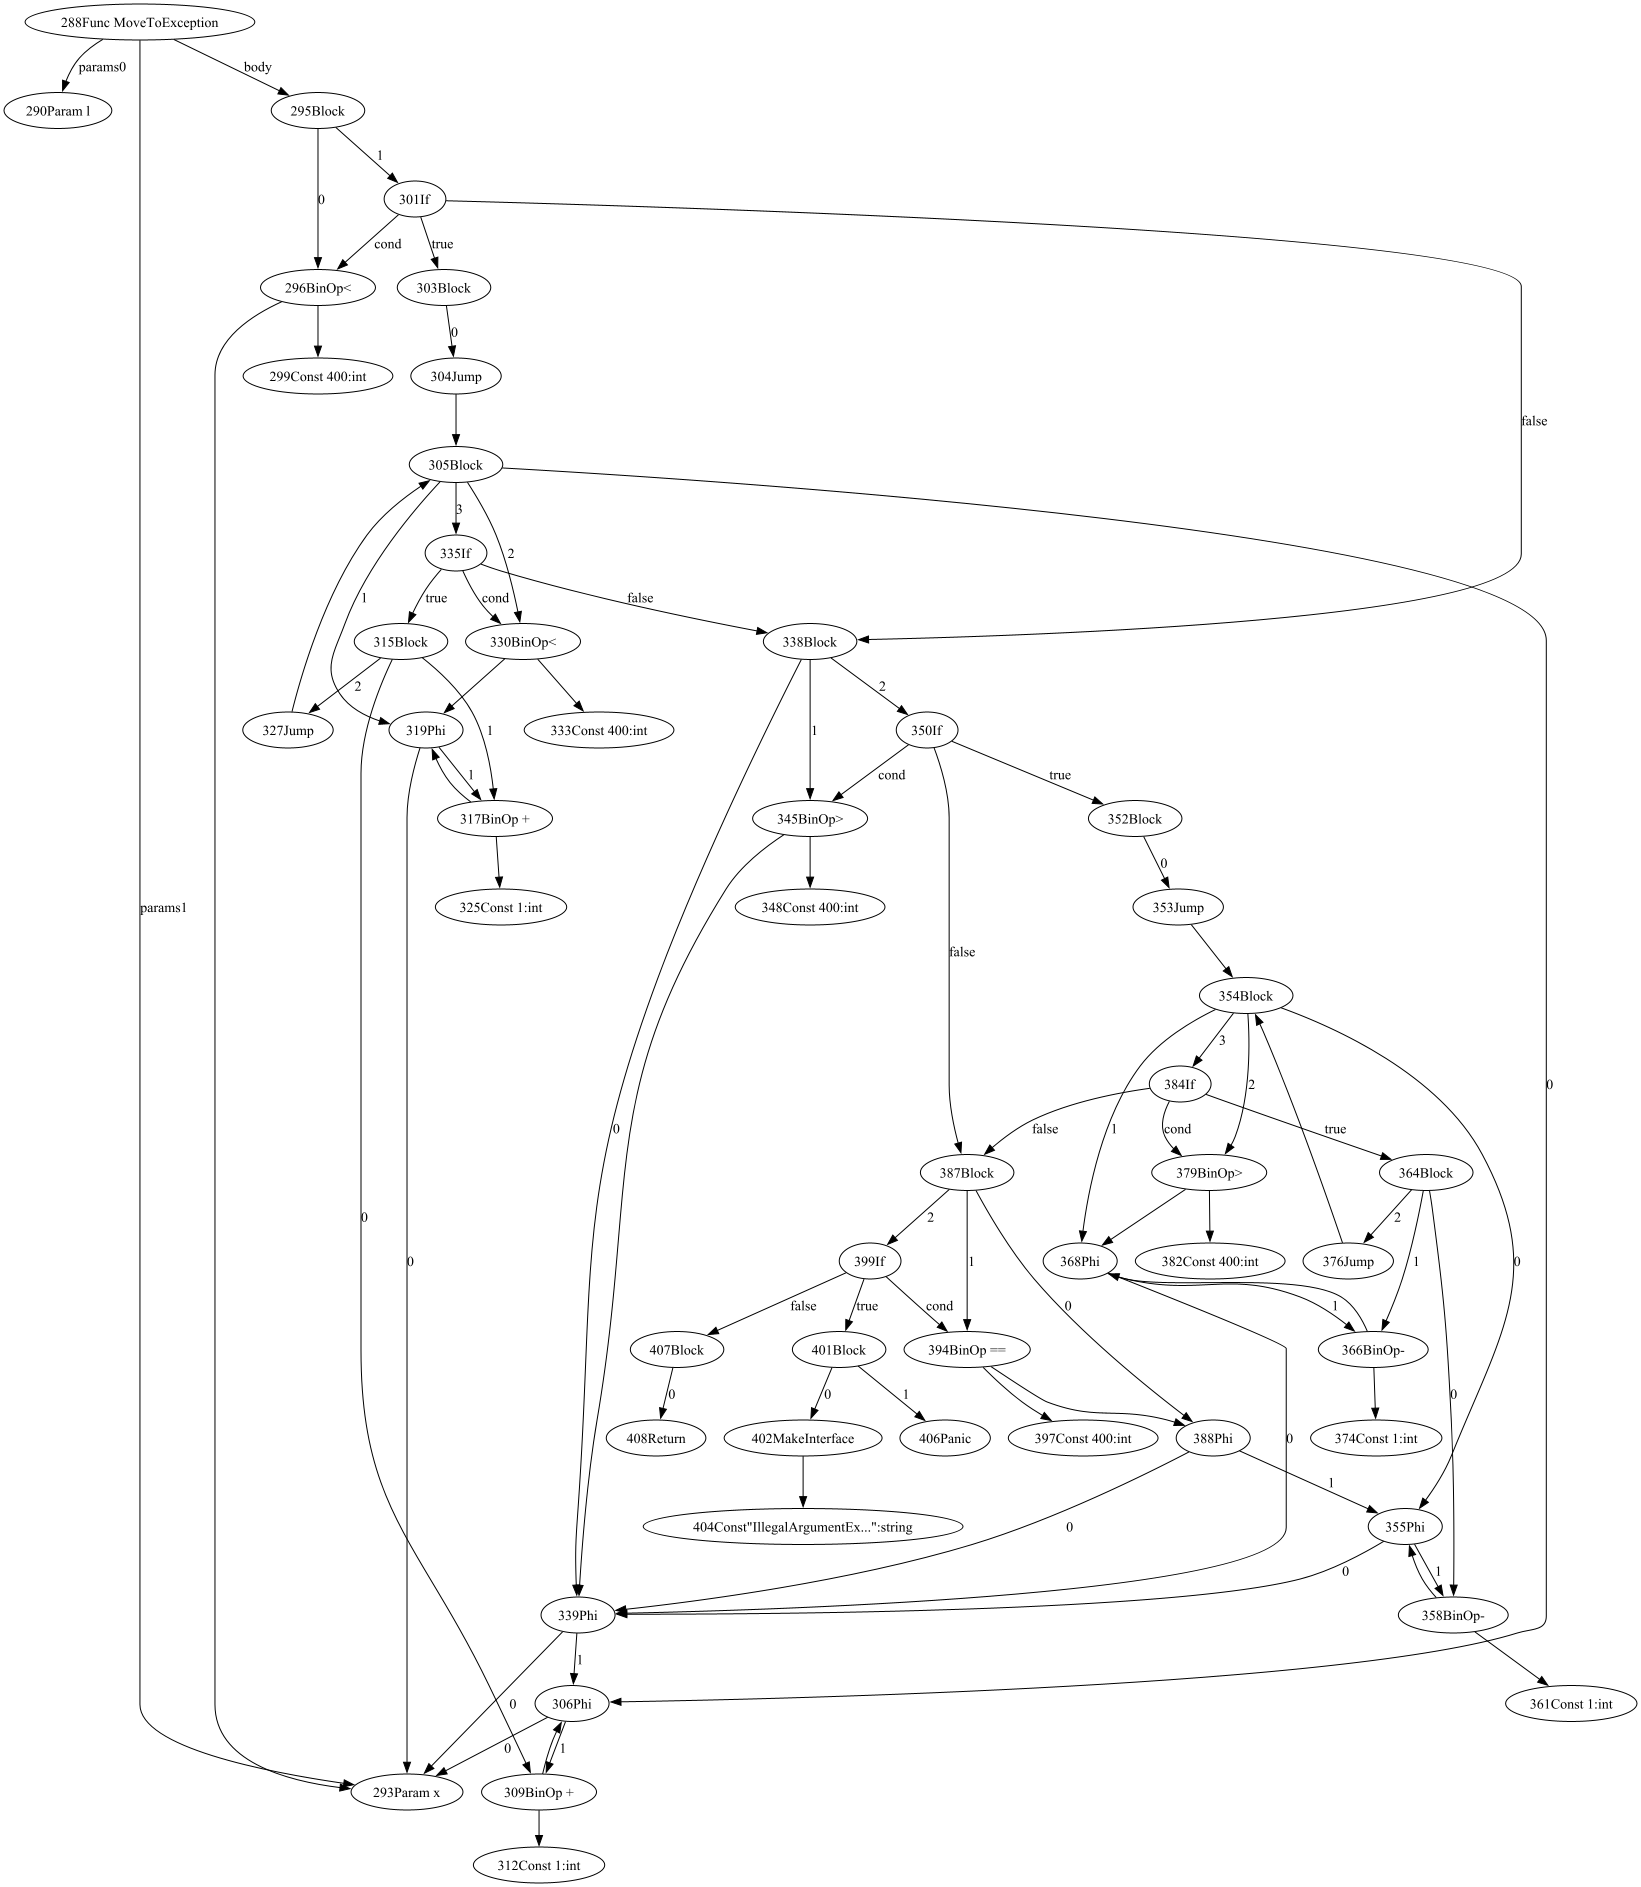 288Func MoveToException
params0
body
290Param l
295Block
1
0
301If
cond
true
296BinOp<
303Block
0
299Const 400:int
304Jump
false
305Block
3
2
335If
1
true
cond
false
315Block
330BinOp<
338Block
2
2
327Jump
319Phi
1
333Const 400:int
1
350If
1
cond
true
317BinOp +
345BinOp>
352Block
0
325Const 1:int
348Const 400:int
353Jump
params1
false
354Block
3
384If
2
0
0
1
false
cond
true
387Block
379BinOp>
364Block
0
2
2
399If
1
368Phi
382Const 400:int
376Jump
1
0
0
false
true
cond
0
1
407Block
401Block
394BinOp ==
366BinOp-
0
0
1
0
408Return
402MakeInterface
406Panic
397Const 400:int
388Phi
0
374Const 1:int
1
404Const"IllegalArgumentEx...":string
0
355Phi
0
1
339Phi
358BinOp-
1
0
306Phi
361Const 1:int
0
1
293Param x
309BinOp +
312Const 1:int